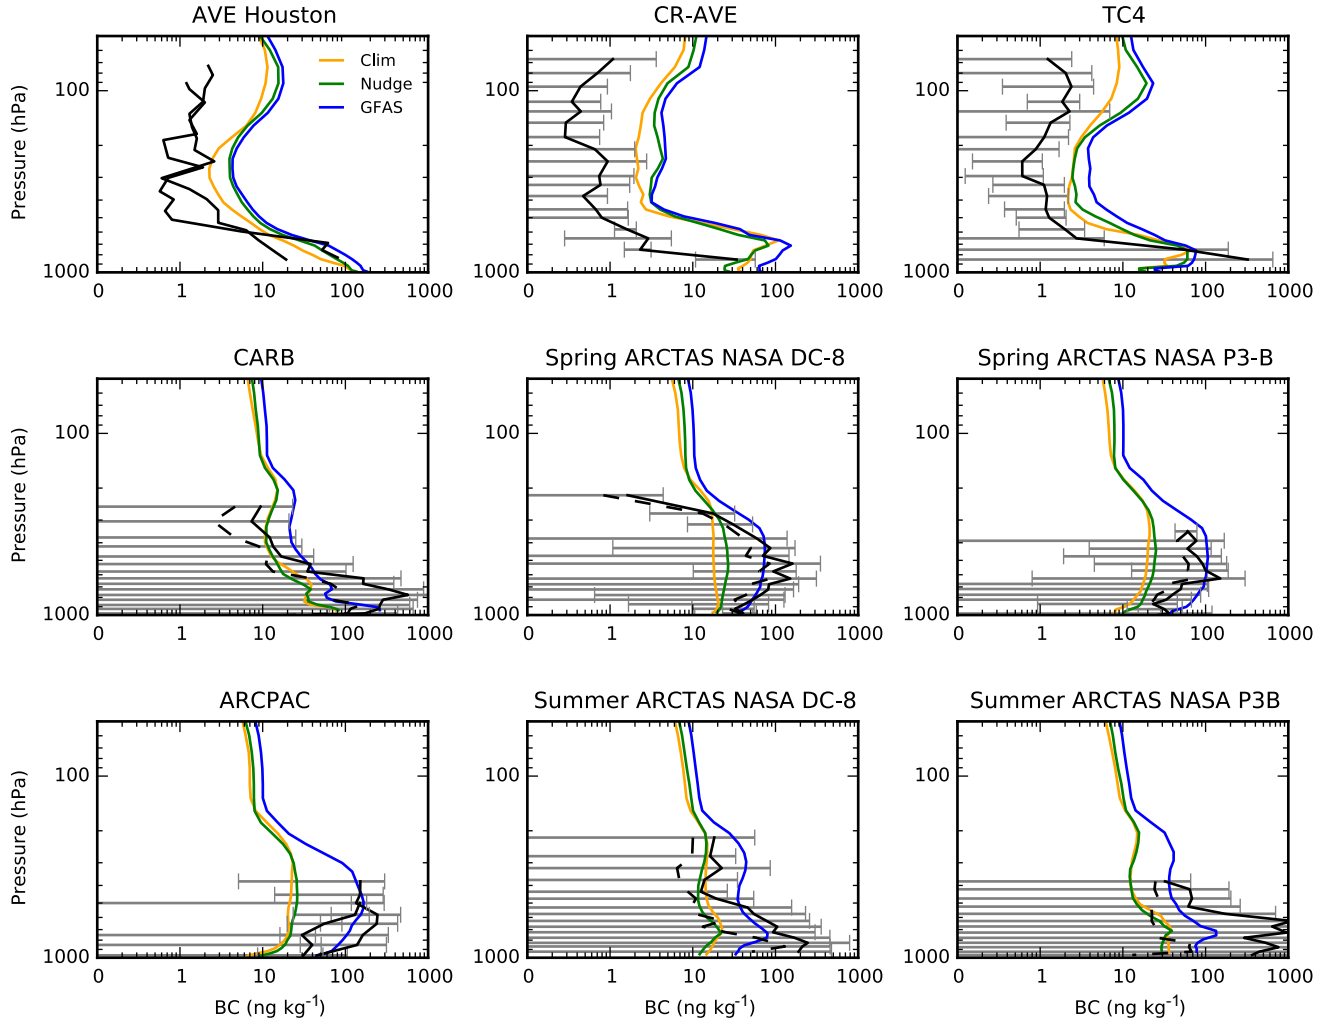 AVE Houston
CR-AVE
TC4
Clim
Nudge
GFAS
Pressure (hPa)
100
1000
0 1 10 100 1000
100
1000
0 1 10 100 1000
100
1000
0 1 10 100 1000
CARB
Spring ARCTAS NASA DC-8
Spring ARCTAS NASA P3-B
Pressure (hPa)
100
1000
0 1 10 100 1000
100
1000
0 1 10 100 1000
100
1000
0 1 10 100 1000
ARCPAC
Summer ARCTAS NASA DC-8
Summer ARCTAS NASA P3B
Pressure (hPa)
100
1000
0 1 10 100 1000
BC (ng kg⁻¹)
100
1000
0 1 10 100 1000
BC (ng kg⁻¹)
100
1000
0 1 10 100 1000
BC (ng kg⁻¹)